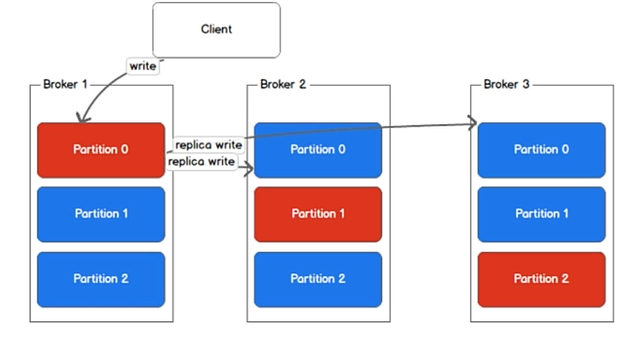 Client
write
Broker 1
Broker 2
Broker 3
Partition 0
replica write
replica write
Partition 0
Partition 0
Partition 1
Partition 1
Partition 1
Partition 2
Partition 2
Partition 2